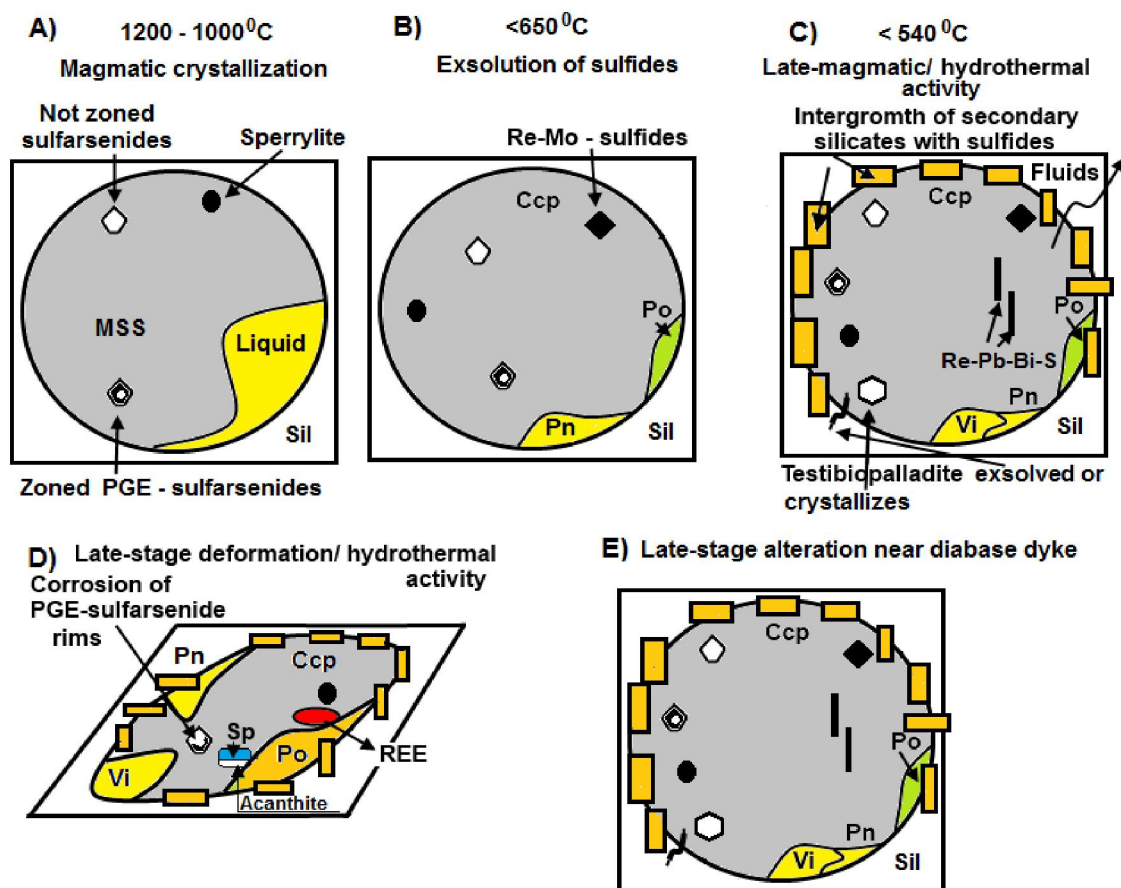 A) 1200 - 1000⁰C
Magmatic crystallization
Not zoned
sulfarsenides
Sperrylite
MSS
Liquid
Sil
Zoned PGE - sulfarsenides
B) <650⁰C
Exsolution of sulfides
Re-Mo - sulfides
Ccp
Po
Pn
Sil
C) < 540⁰C
Late-magmatic/ hydrothermal
activity
Intergromth of secondary
silicates with sulfides
Fluids
Ccp
Po
Re-Pb-Bi-S
Pn
Vi
Sil
Testibiopalladite exsolved or
crystallizes
D) Late-stage deformation/ hydrothermal
activity
Corrosion of
PGE-sulfarsenide
rims
Pn
Ccp
Sp
Po
REE
Vi
Acanthite
E) Late-stage alteration near diabase dyke
Ccp
Po
Pn
Vi
Sil